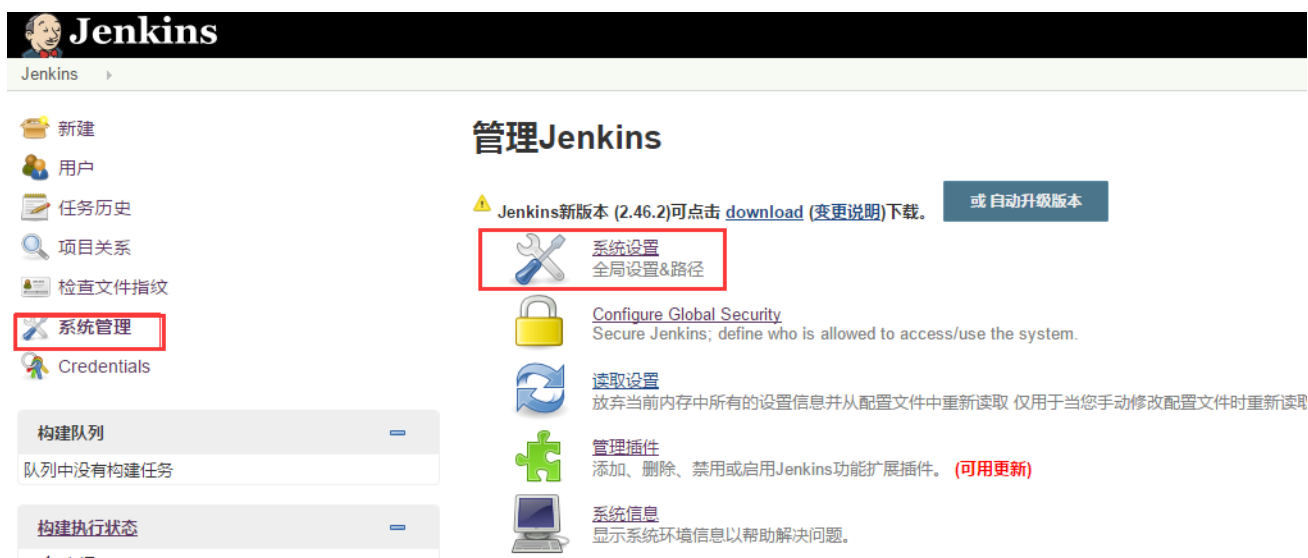 Jenkins
Jenkins
新建
用户
任务历史
项目关系
检查文件指纹
系统管理
Credentials
构建队列
队列中没有构建任务
构建执行状态
管理Jenkins
Jenkins新版本 (2.46.2)可点击 download (变更说明)下载。
或 自动升级版本
系统设置
全局设置&路径
Configure Global Security
Secure Jenkins; define who is allowed to access/use the system.
读取设置
放弃当前内存中所有的设置信息并从配置文件中重新读取 仅用于当您手动修改配置文件时重新读取
管理插件
添加、删除、禁用或启用Jenkins功能扩展插件。 (可用更新)
系统信息
显示系统环境信息以帮助解决问题。